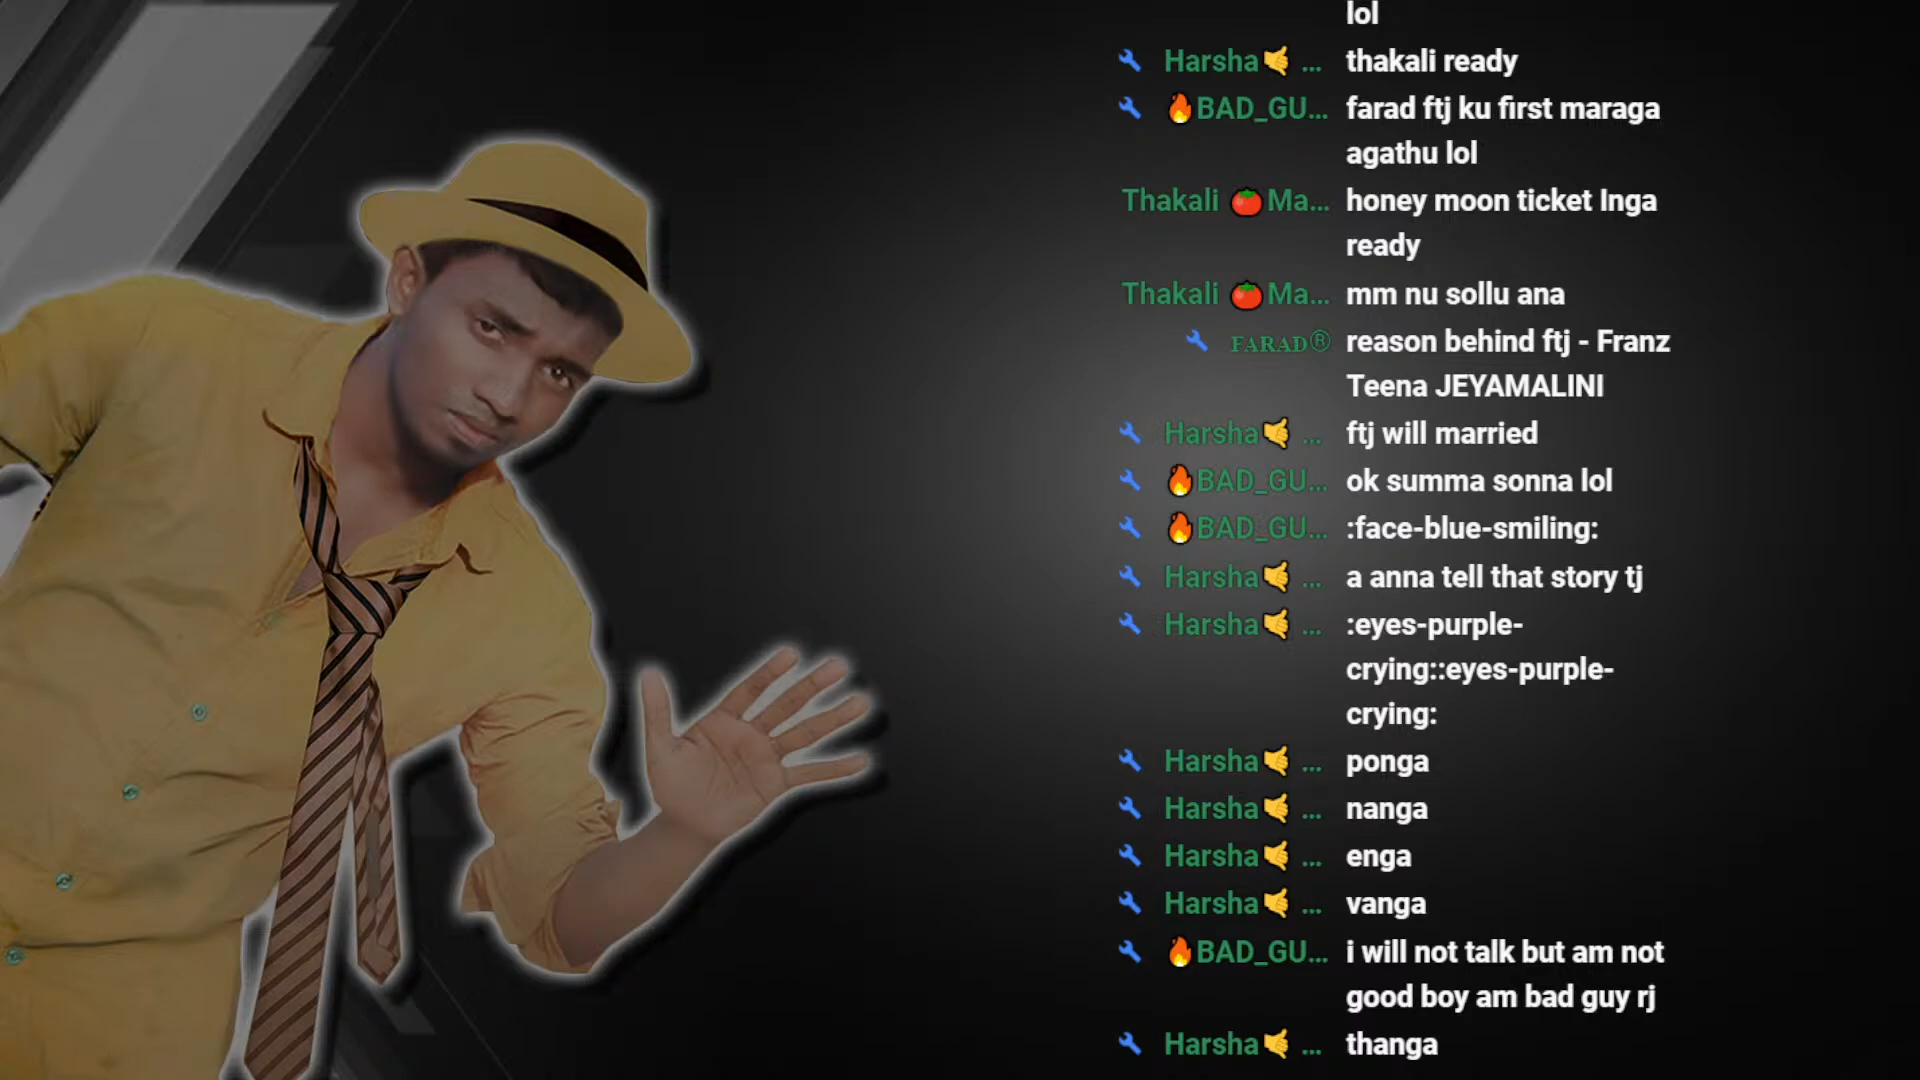 lol
Harsha🤙 ... thakali ready
🔥BAD_GU... farad ftj ku first maraga
agathu lol
Thakali 🍅Ma... honey moon ticket Inga
ready
Thakali 🍅Ma... mm nu sollu ana
ꜰᴀʀᴀᴅ® reason behind ftj - Franz
Teena JEYAMALINI
Harsha🤙 ... ftj will married
🔥BAD_GU... ok summa sonna lol
🔥BAD_GU... :face-blue-smiling:
Harsha🤙 ... a anna tell that story tj
Harsha🤙 ... :eyes-purple-
crying::eyes-purple-
crying:
Harsha🤙 ... ponga
Harsha🤙 ... nanga
Harsha🤙 ... enga
Harsha🤙 ... vanga
🔥BAD_GU... i will not talk but am not
good boy am bad guy rj
Harsha🤙 ... thanga